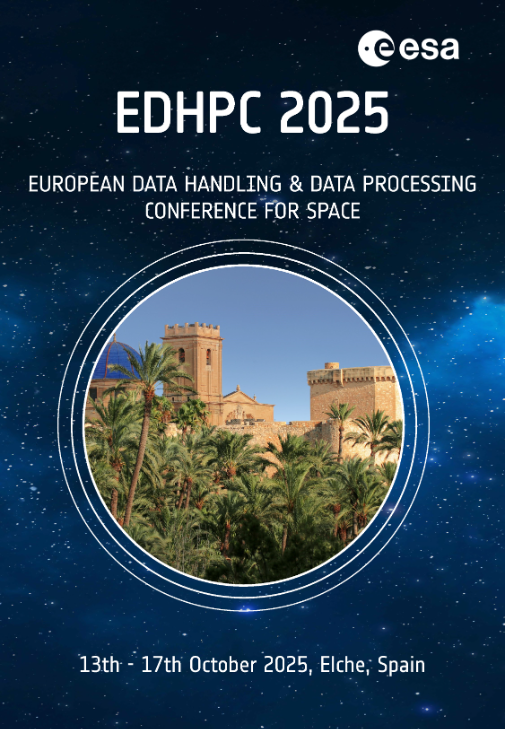 esa
EDHPC 2025
EUROPEAN DATA HANDLING & DATA PROCESSING
CONFERENCE FOR SPACE
13th - 17th October 2025, Elche, Spain